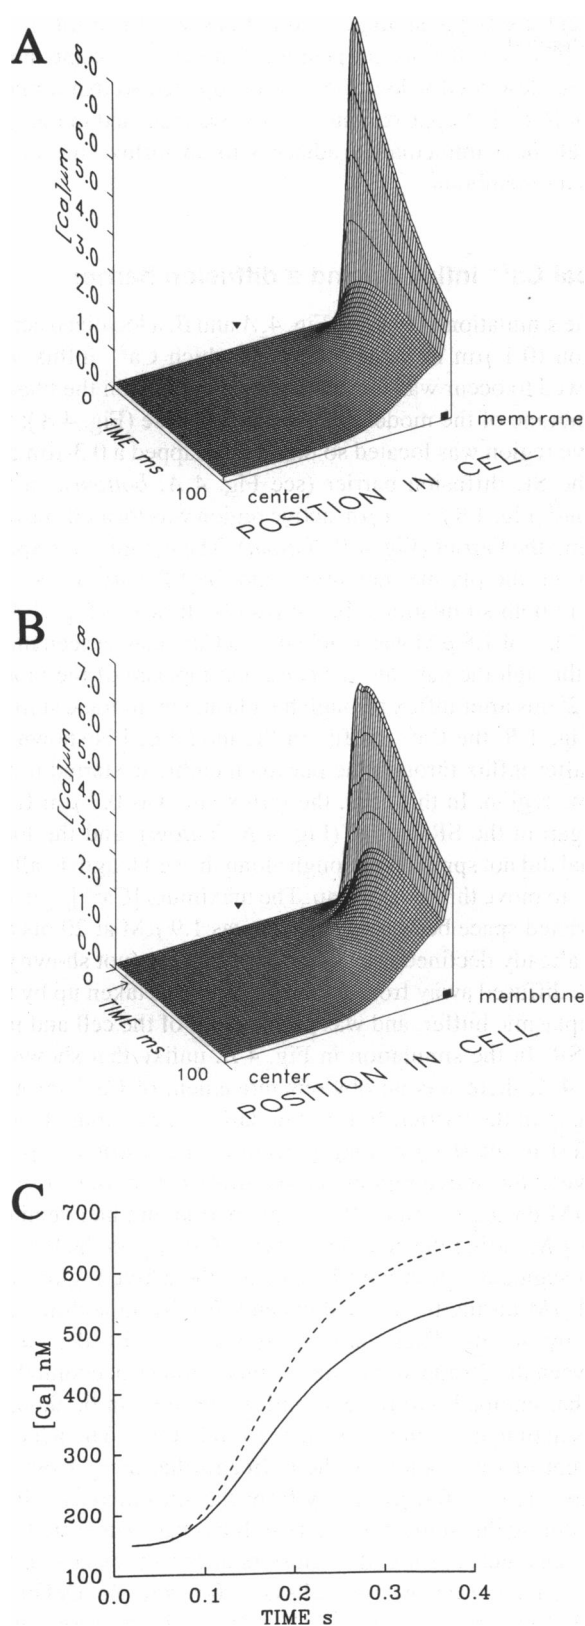 A
8.0
7.0
6.0
5.0
4.0
3.0
2.0
1.0
0.0
[Ca]μm
0
TIME ms
100
center
membrane
POSITION IN CELL
B
8.0
7.0
6.0
5.0
4.0
3.0
2.0
1.0
0.0
[Ca]μm
0
TIME ms
100
center
membrane
POSITION IN CELL
C
700
600
500
400
300
200
100
[Ca] nM
0.0 0.1 0.2 0.3 0.4
TIME s